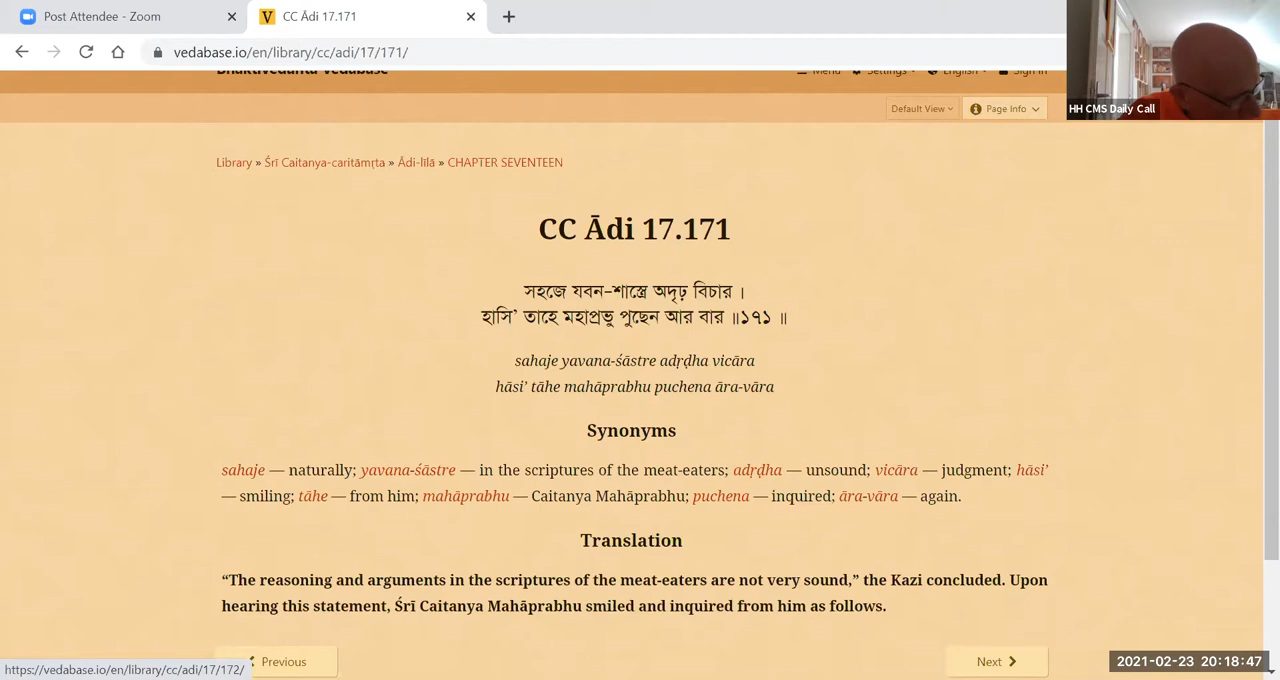 Post Attendee - Zoom
CC Ādi 17.171
vedabase.io/en/library/cc/adi/17/171/
Bhaktivedanta Vedabase
Menu Settings English Sign in
Default View
Page Info
HH CMS Daily Call
Library » Śrī Caitanya-caritāmṛta » Ādi-līlā » CHAPTER SEVENTEEN
CC Ādi 17.171
সহজে যবন-শাস্ত্রে অদৃঢ় বিচার ।
হাসি’ তাহে মহাপ্রভু পুছেন আর বার ॥১৭১ ॥
sahaje yavana-śāstre adṛḍha vicāra
hāsi’ tāhe mahāprabhu puchena āra-vāra
Synonyms
sahaje — naturally; yavana-śāstre — in the scriptures of the meat-eaters; adṛḍha — unsound; vicāra — judgment; hāsi’
— smiling; tāhe — from him; mahāprabhu — Caitanya Mahāprabhu; puchena — inquired; āra-vāra — again.
Translation
“The reasoning and arguments in the scriptures of the meat-eaters are not very sound,” the Kazi concluded. Upon
hearing this statement, Śrī Caitanya Mahāprabhu smiled and inquired from him as follows.
Previous
Next
https://vedabase.io/en/library/cc/adi/17/172/
2021-02-23 20:18:47